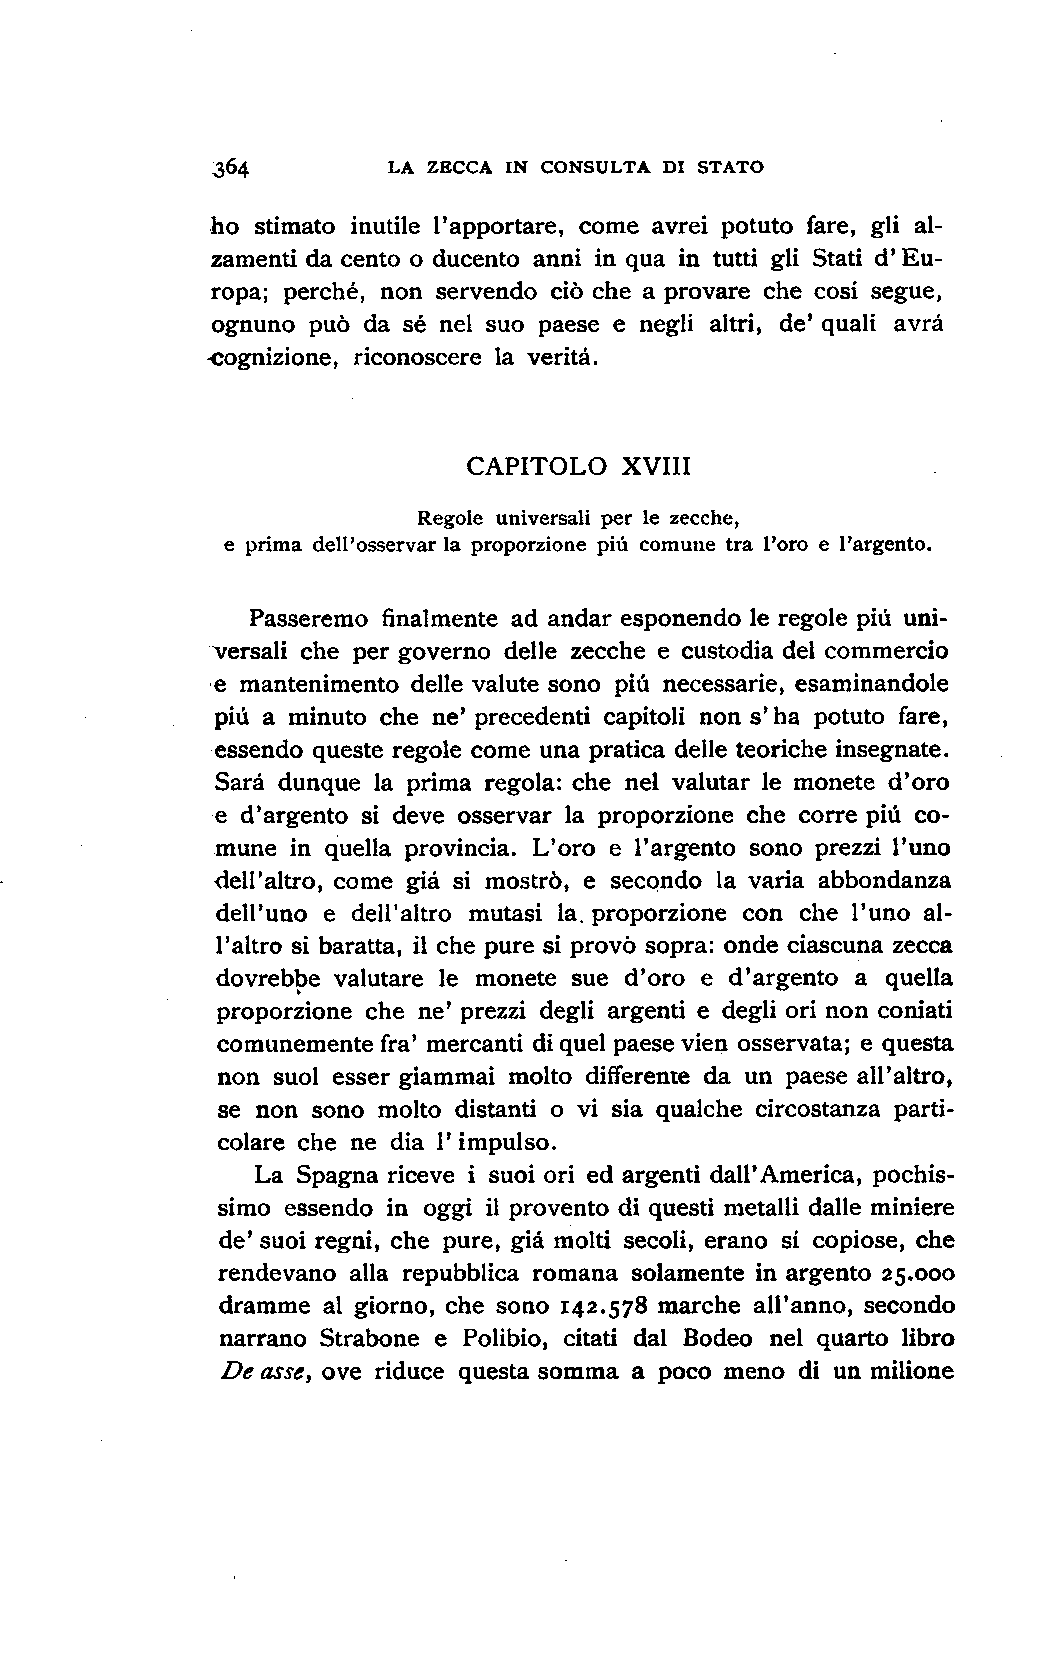 364 LA ZECCA IN CONSULTA DI STATO
ho stimato inutile l'apportare, come avrei potuto fare, gli al-
zamenti da cento o ducento anni in qua in tutti gli Stati d'Eu-
ropa; perché, non servendo ciò che a provare che cosí segue,
ognuno può da sé nel suo paese e negli altri, de' quali avrá
cognizione, riconoscere la veritá.
CAPITOLO XVIII
Regole universali per le zecche,
e prima dell'osservar la proporzione piú comune tra l'oro e l'argento.
Passeremo finalmente ad andar esponendo le regole piú uni-
versali che per governo delle zecche e custodia del commercio
e mantenimento delle valute sono piú necessarie, esaminandole
piú a minuto che ne' precedenti capitoli non s'ha potuto fare,
essendo queste regole come una pratica delle teoriche insegnate.
Sará dunque la prima regola: che nel valutar le monete d'oro
e d'argento si deve osservar la proporzione che corre piú co-
mune in quella provincia. L'oro e l'argento sono prezzi l'uno
dell'altro, come giá si mostrò, e secondo la varia abbondanza
dell'uno e dell'altro mutasi la proporzione con che l'uno al-
l'altro si baratta, il che pure si provò sopra: onde ciascuna zecca
dovrebbe valutare le monete sue d'oro e d'argento a quella
proporzione che ne' prezzi degli argenti e degli ori non coniati
comunemente fra' mercanti di quel paese vien osservata; e questa
non suol esser giammai molto differente da un paese all'altro,
se non sono molto distanti o vi sia qualche circostanza parti-
colare che ne dia l'impulso.
La Spagna riceve i suoi ori ed argenti dall'America, pochis-
simo essendo in oggi il provento di questi metalli dalle miniere
de' suoi regni, che pure, giá molti secoli, erano sí copiose, che
rendevano alla repubblica romana solamente in argento 25.000
dramme al giorno, che sono 142.578 marche all'anno, secondo
narrano Strabone e Polibio, citati dal Bodeo nel quarto libro
De asse, ove riduce questa somma a poco meno di un milione